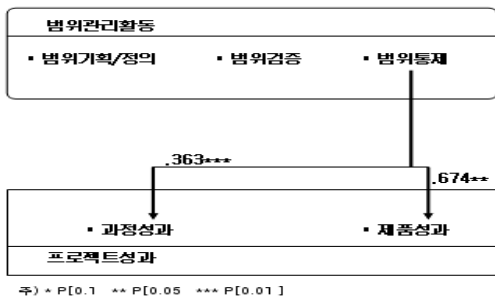 범위관리활동
▪ 범위기획/정의 ▪ 범위검증 ▪ 범위통제
.363***
.674**
▪ 과정성과 ▪ 제품성과
프로젝트성과
주) * P[0.1 ** P[0.05 *** P[0.01 ]